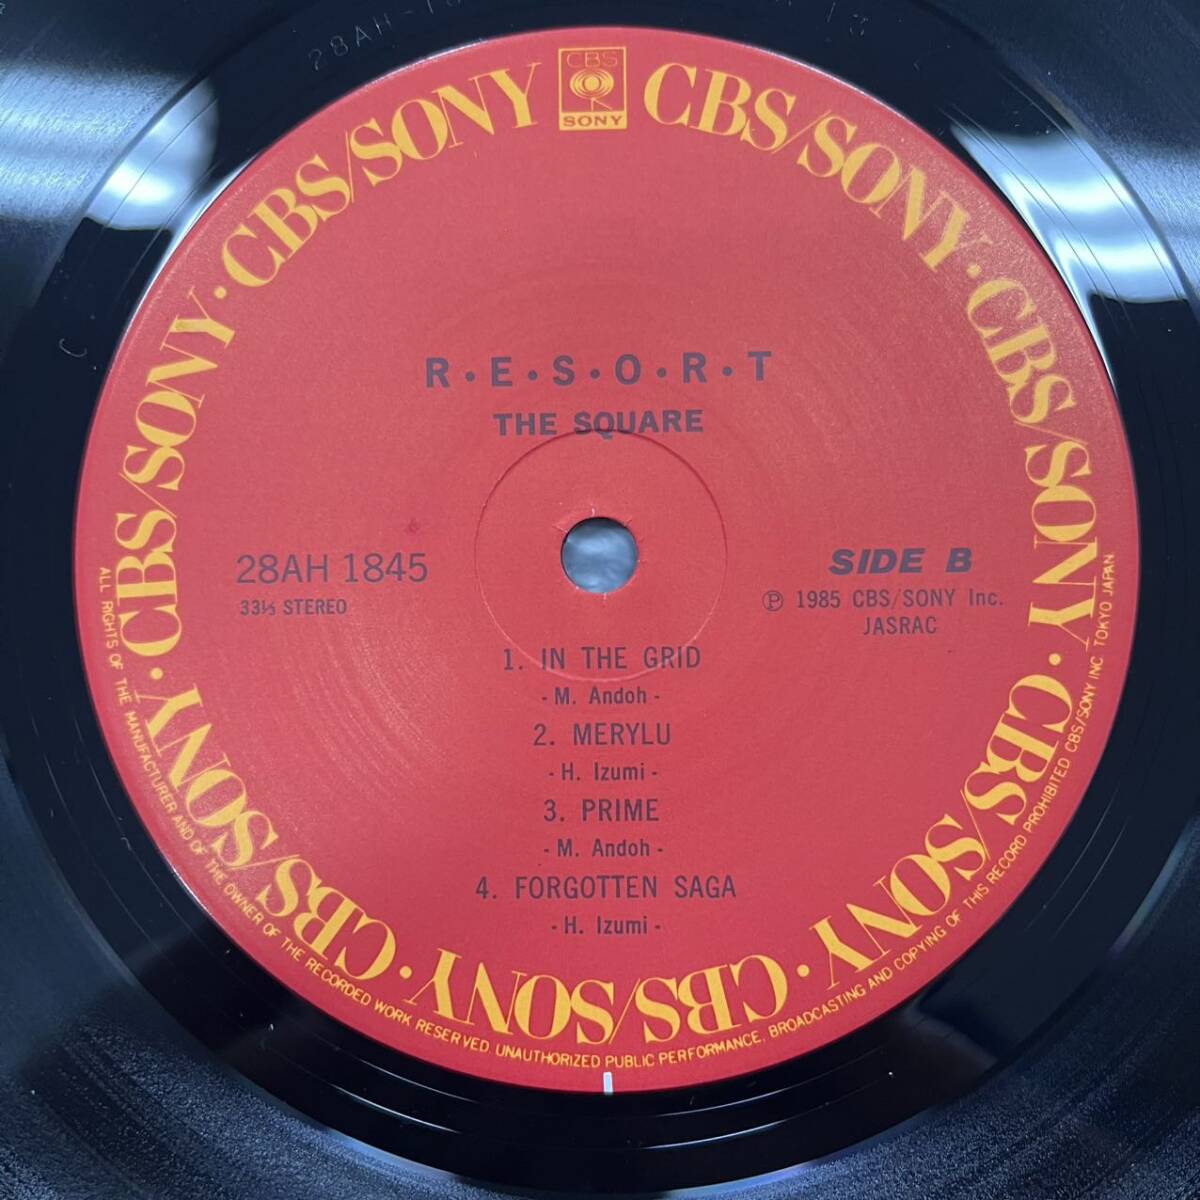 CBS
SONY
CBS/SONY · CBS/SONY · CBS/SONY · CBS/SONY · CBS/SONY · CBS/SONY · CBS/SONY · CBS/SONY · CBS/SONY
R·E·S·O·R·T
THE SQUARE
28AH 1845
33⅓ STEREO
SIDE B
Ⓟ 1985 CBS/SONY Inc.
JASRAC
1. IN THE GRID
- M. Andoh -
2. MERYLU
- H. Izumi -
3. PRIME
- M. Andoh -
4. FORGOTTEN SAGA
- H. Izumi -
ALL RIGHTS OF THE MANUFACTURER AND OF THE OWNER OF THE RECORDED WORK RESERVED. UNAUTHORIZED PUBLIC PERFORMANCE, BROADCASTING AND COPYING OF THIS RECORD PROHIBITED CBS/SONY INC TOKYO JAPAN